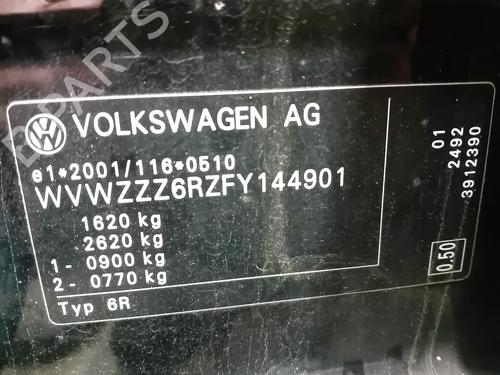 B-PARTS
VOLKSWAGEN AG
e1*2001/116*0510
WVWZZZ6RZFY144901
1620 kg
2620 kg
1 - 0900 kg
2 - 0770 kg
Typ 6R
01
2492
3912390
0.50